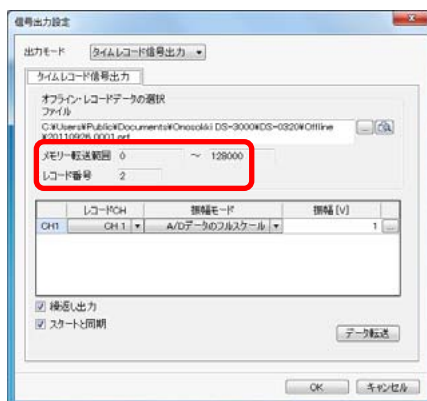 信号出力設定
出力モード タイムレコード信号出力
タイムレコード信号出力
オフライン・レコードデータの選択
ファイル
C:¥Users¥Public¥Documents¥Onosokki DS-3000¥DS-0320¥Offline
¥20110926_0001.orf
メモリー転送範囲 0 ～ 128000
レコード番号 2
レコードCH 振幅モード 振幅 [V]
CH1 CH 1 A/Dデータのフルスケール 1 ...
繰返し出力
スタートと同期
データ転送
OK キャンセル